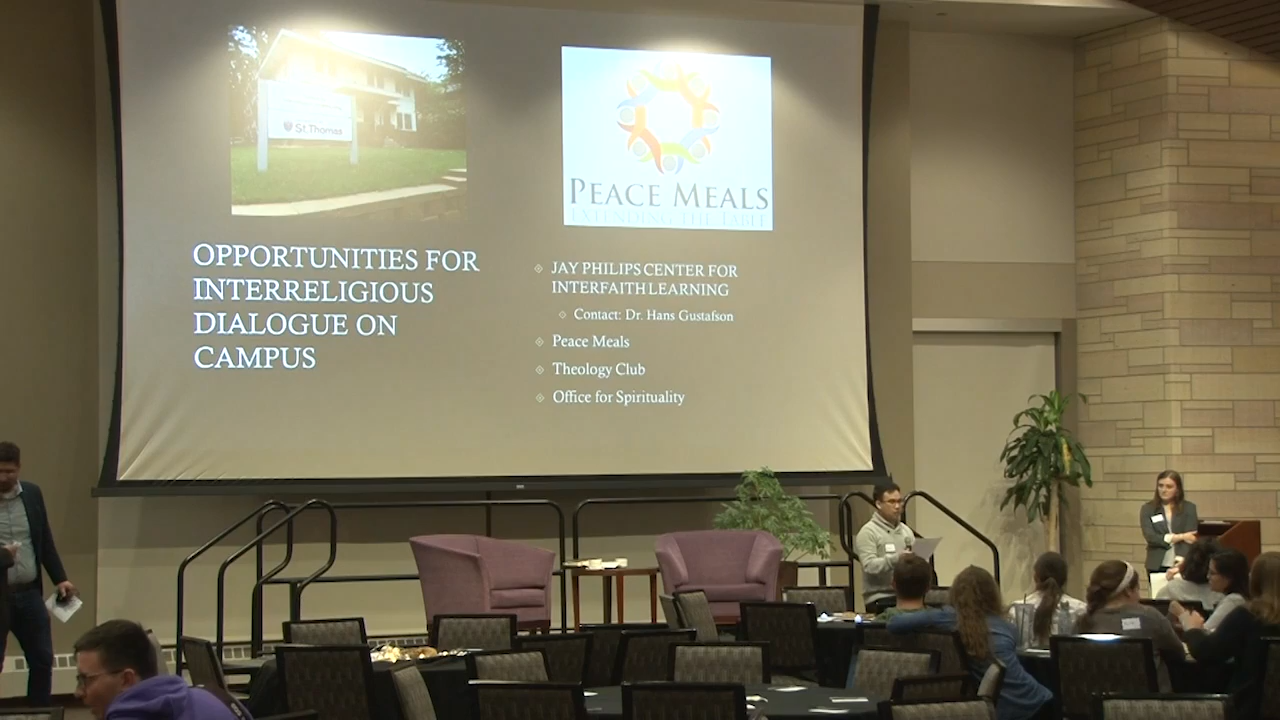 St. Thomas
PEACE MEALS
EXTENDING THE TABLE
OPPORTUNITIES FOR
INTERRELIGIOUS
DIALOGUE ON
CAMPUS
JAY PHILIPS CENTER FOR
INTERFAITH LEARNING
Contact: Dr. Hans Gustafson
Peace Meals
Theology Club
Office for Spirituality